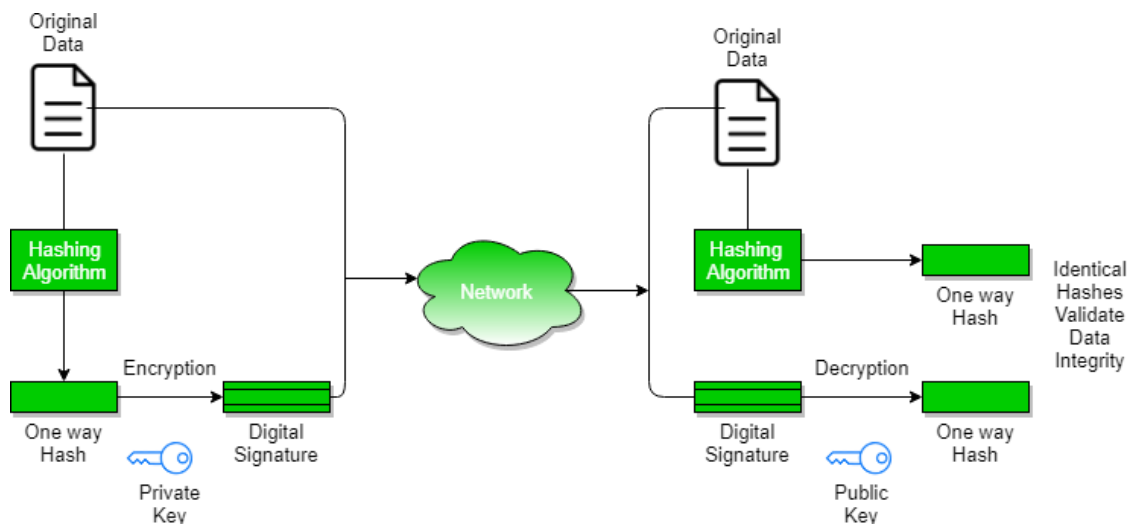 Original
Data
Hashing
Algorithm
One way
Hash
Encryption
Private
Key
Digital
Signature
Network
Original
Data
Hashing
Algorithm
One way
Hash
Digital
Signature
Decryption
Public
Key
One way
Hash
Identical
Hashes
Validate
Data
Integrity